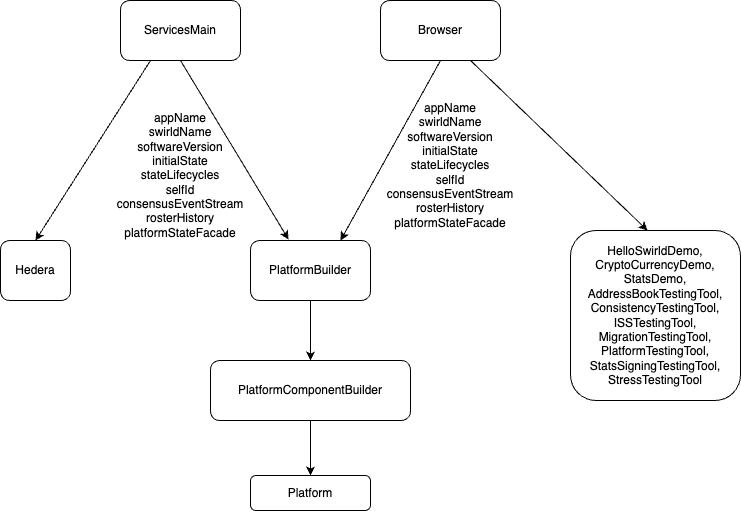 ServicesMain
Browser
appName
swirldName
softwareVersion
initialState
stateLifecycles
selfId
consensusEventStream
rosterHistory
platformStateFacade
appName
swirldName
softwareVersion
initialState
stateLifecycles
selfId
consensusEventStream
rosterHistory
platformStateFacade
Hedera
PlatformBuilder
HelloSwirldDemo,
CryptoCurrencyDemo,
StatsDemo,
AddressBookTestingTool,
ConsistencyTestingTool,
ISSTestingTool,
MigrationTestingTool,
PlatformTestingTool,
StatsSigningTestingTool,
StressTestingTool
PlatformComponentBuilder
Platform